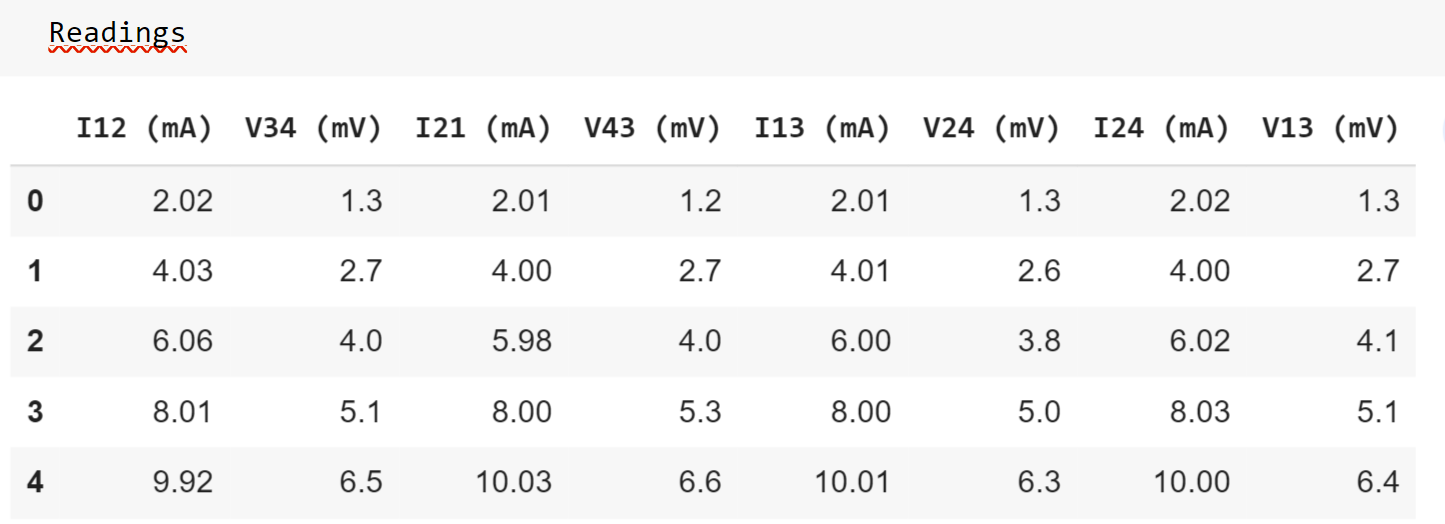 Readings
I12 (mA) V34 (mV) I21 (mA) V43 (mV) I13 (mA) V24 (mV) I24 (mA) V13 (mV)
0 2.02 1.3 2.01 1.2 2.01 1.3 2.02 1.3
1 4.03 2.7 4.00 2.7 4.01 2.6 4.00 2.7
2 6.06 4.0 5.98 4.0 6.00 3.8 6.02 4.1
3 8.01 5.1 8.00 5.3 8.00 5.0 8.03 5.1
4 9.92 6.5 10.03 6.6 10.01 6.3 10.00 6.4